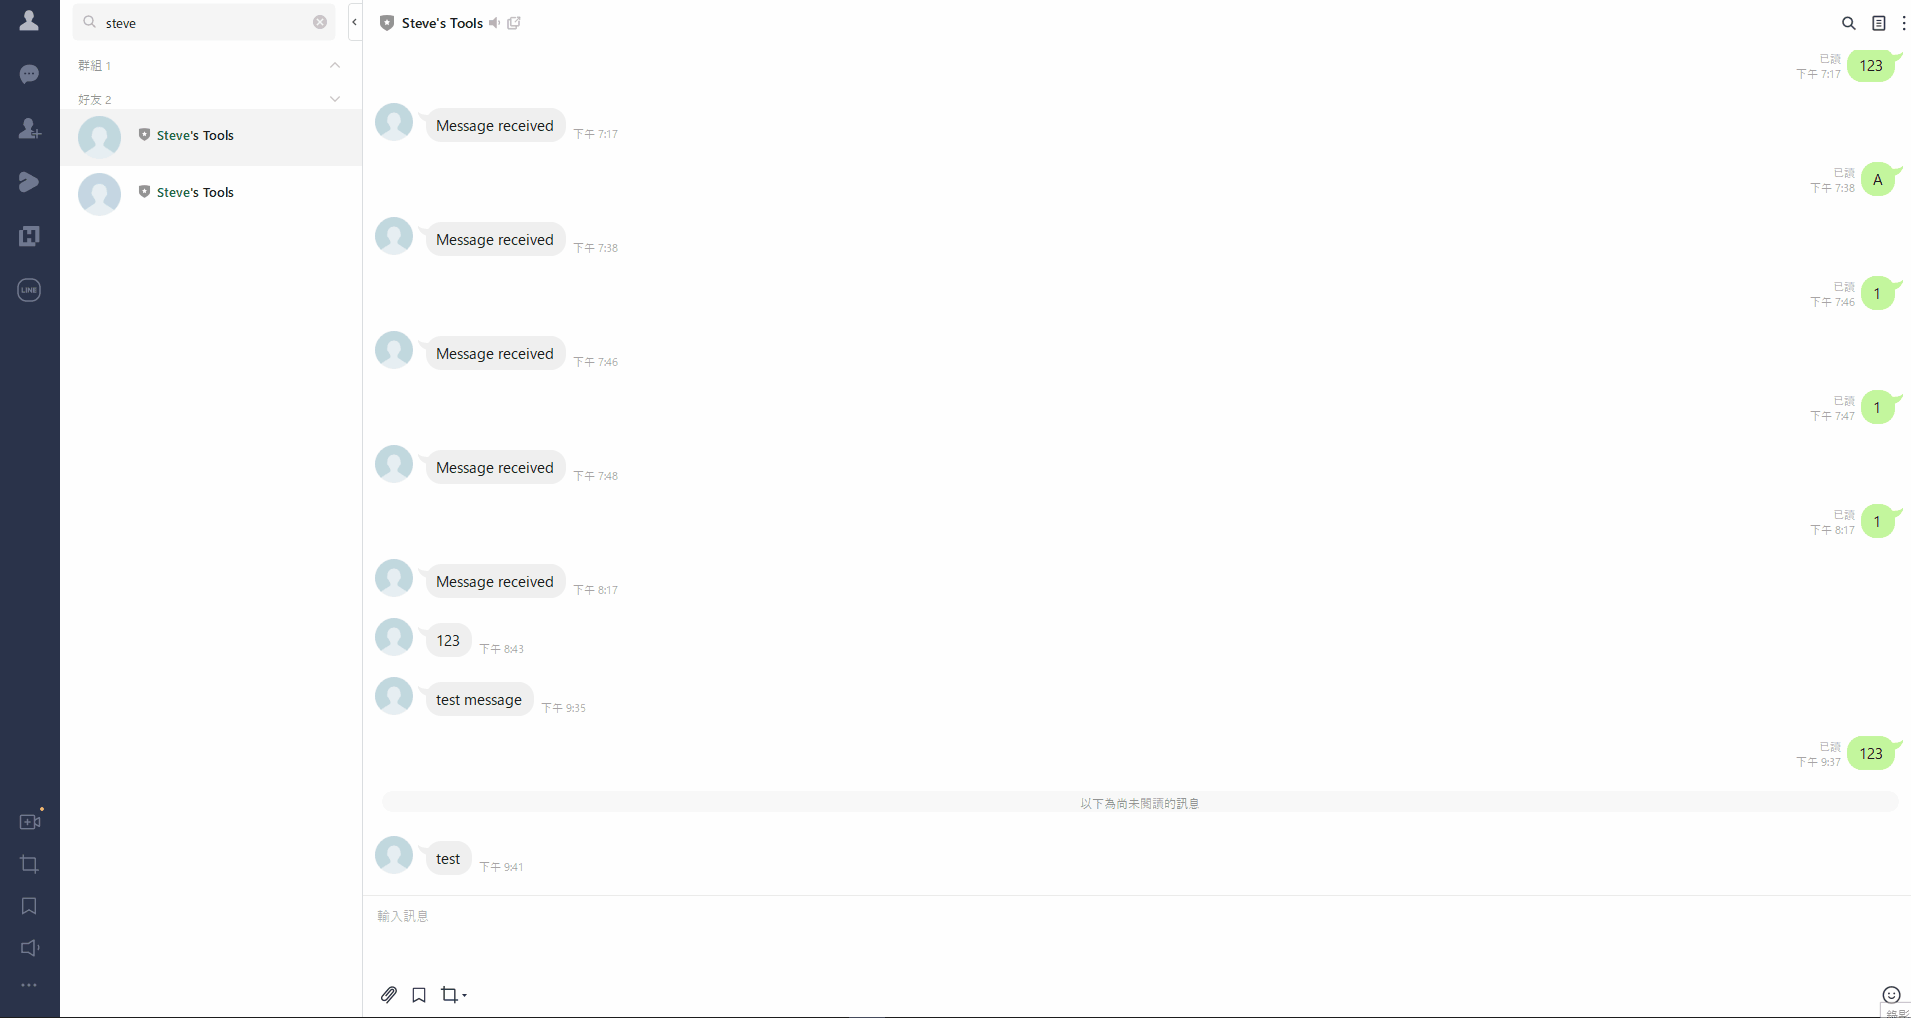 steve
群組 1
好友 2
Steve's Tools
Steve's Tools
LINE
Steve's Tools
已讀
下午 7:17
123
Message received
下午 7:17
已讀
下午 7:38
A
Message received
下午 7:38
已讀
下午 7:46
1
Message received
下午 7:46
已讀
下午 7:47
1
Message received
下午 7:48
已讀
下午 8:17
1
Message received
下午 8:17
123
下午 8:43
test message
下午 9:35
已讀
下午 9:37
123
以下為尚未閱讀的訊息
test
下午 9:41
輸入訊息